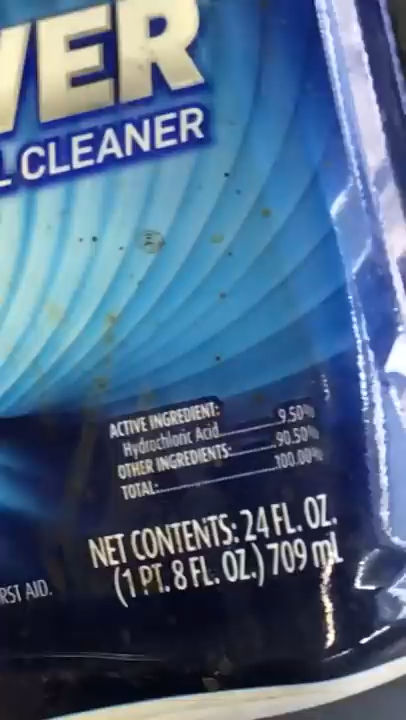 VER
L CLEANER
ACTIVE INGREDIENT:
Hydrochloric Acid..........9.50%
OTHER INGREDIENTS:..........90.50%
TOTAL:..........100.00%
NET CONTENTS: 24 FL. OZ.
(1 PT. 8 FL. OZ.) 709 ml
RST AID.